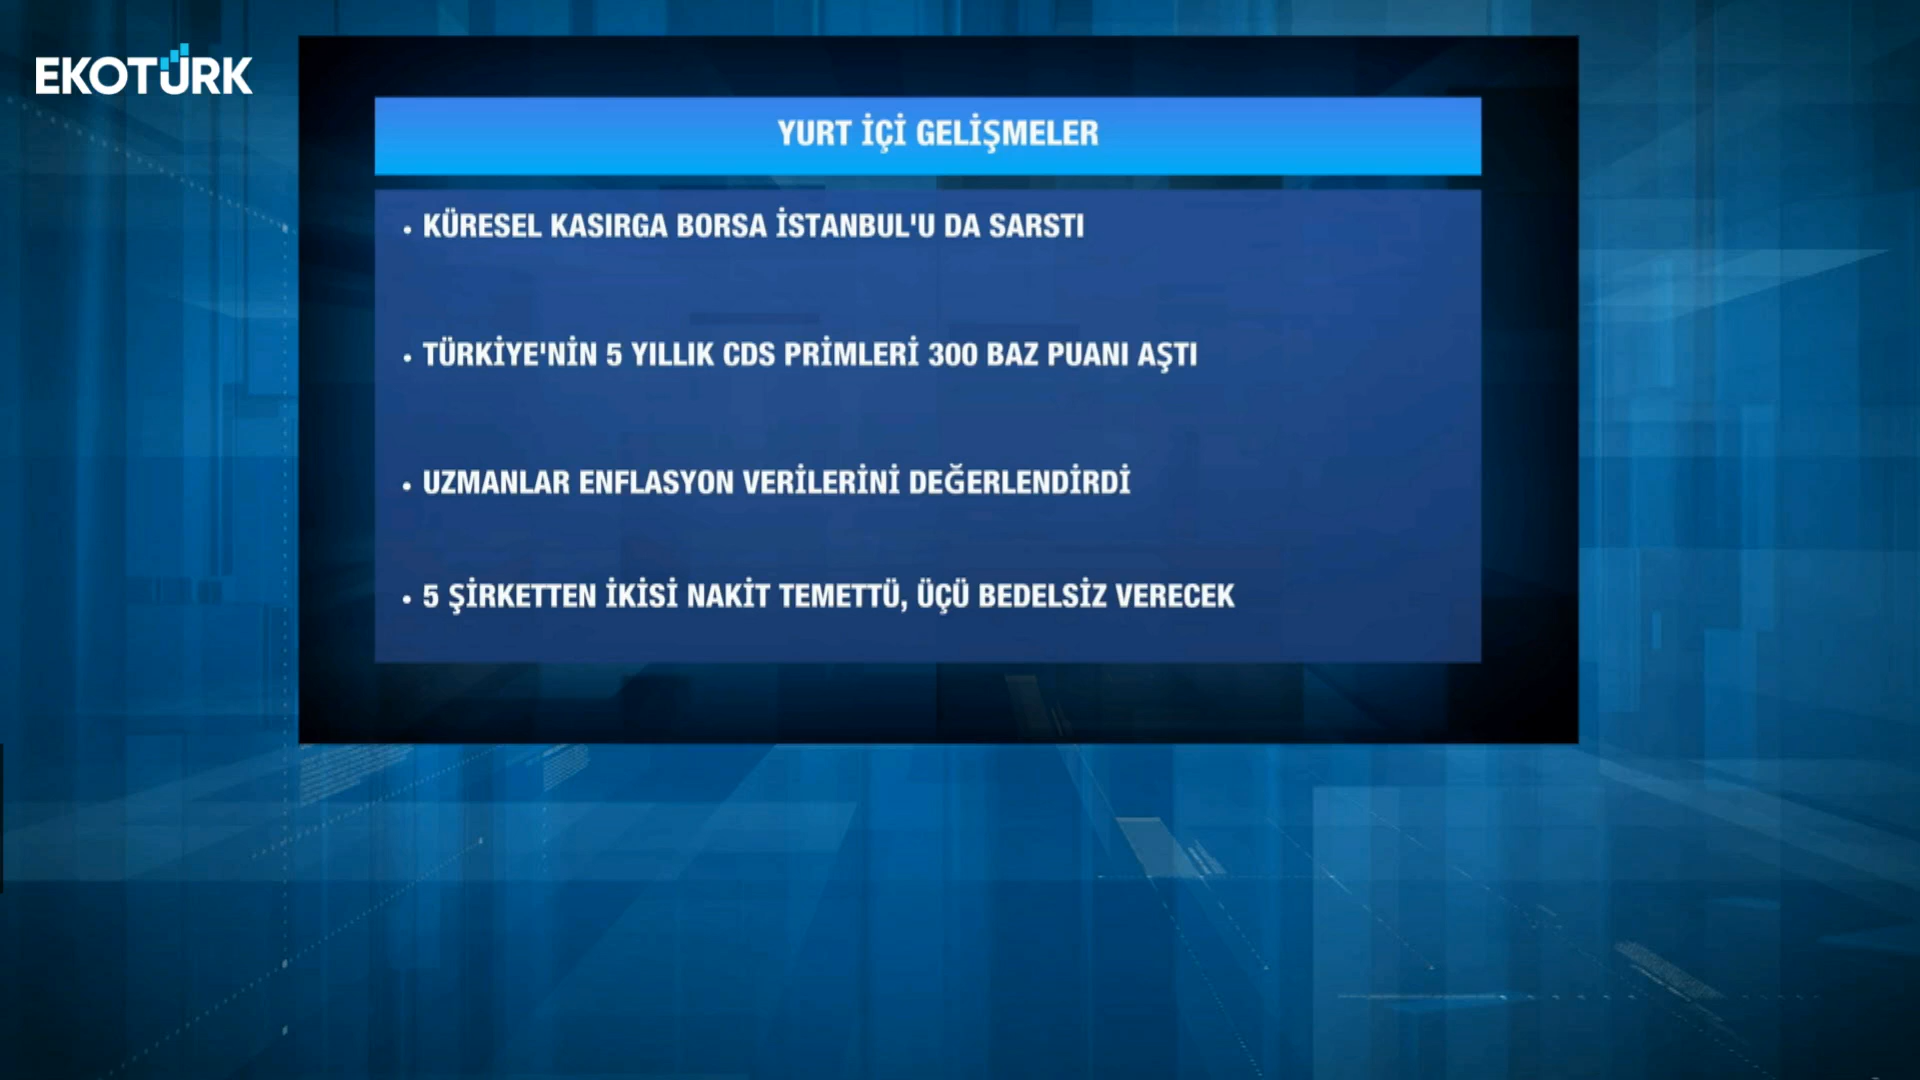 EKOTÜRK
YURT İÇİ GELİŞMELER
• KÜRESEL KASIRGA BORSA İSTANBUL'U DA SARSTI
• TÜRKİYE'NİN 5 YILLIK CDS PRİMLERİ 300 BAZ PUANI AŞTI
• UZMANLAR ENFLASYON VERİLERİNİ DEĞERLENDİRDİ
• 5 ŞİRKETTEN İKİSİ NAKİT TEMETTÜ, ÜÇÜ BEDELSİZ VERECEK